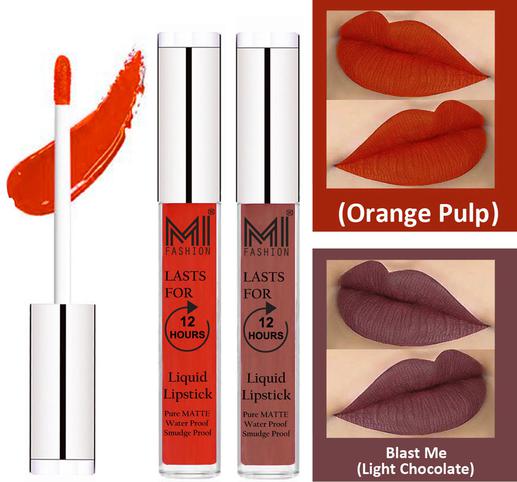 MI®
FASHION
LASTS
FOR
12
HOURS
Liquid
Lipstick
Pure MATTE
Water Proof
Smudge Proof
MI®
FASHION
LASTS
FOR
12
HOURS
Liquid
Lipstick
Pure MATTE
Water Proof
Smudge Proof
(Orange Pulp)
Blast Me
(Light Chocolate)